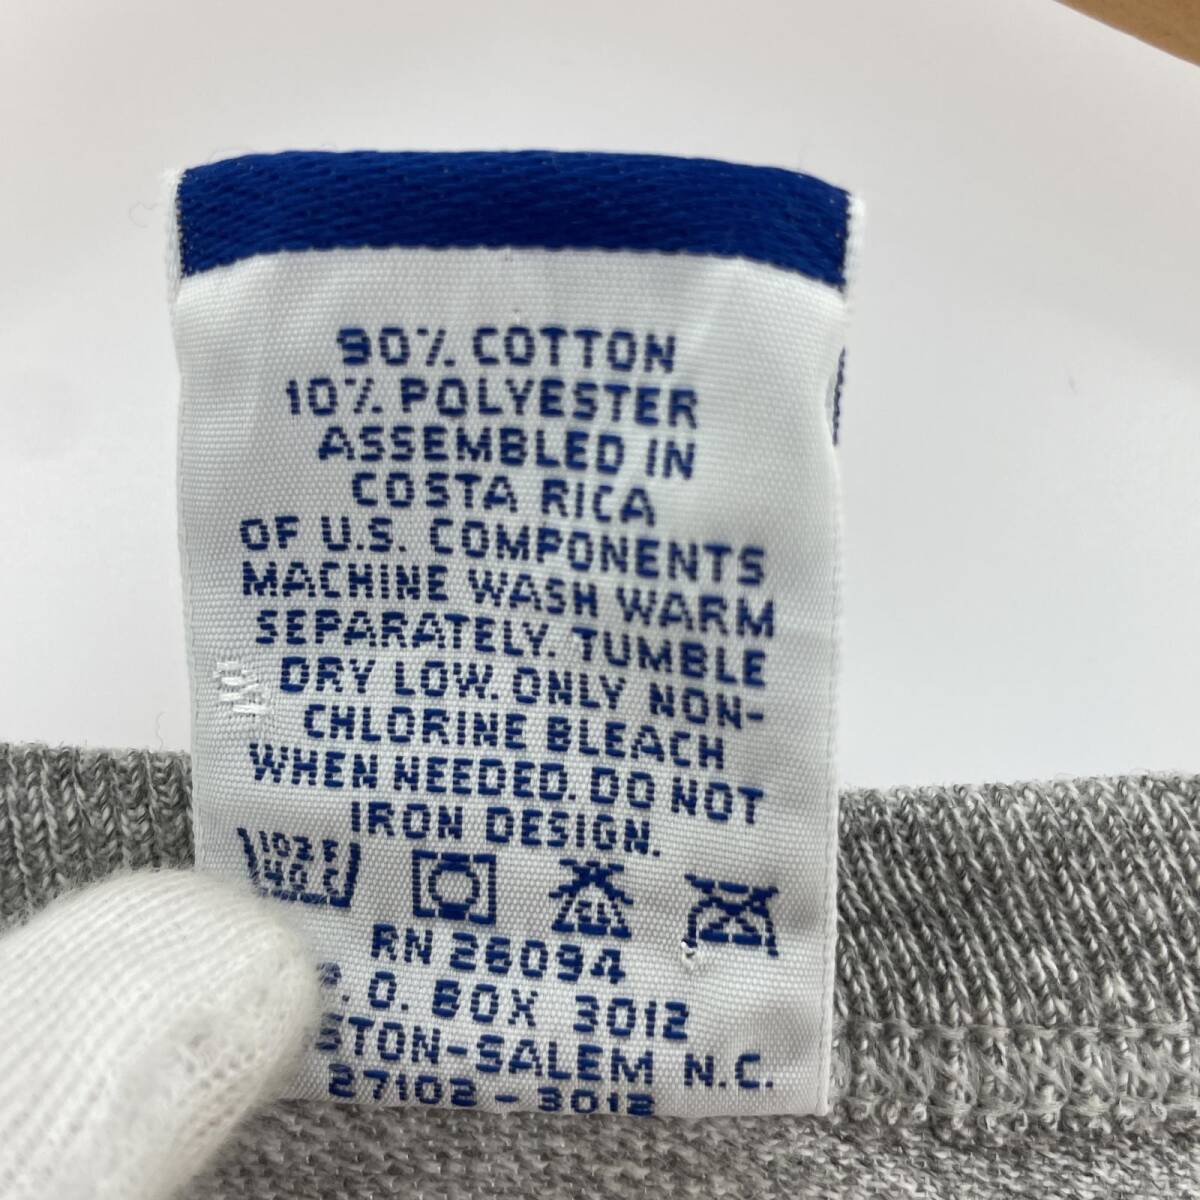 90% COTTON
10% POLYESTER
ASSEMBLED IN
COSTA RICA
OF U.S. COMPONENTS
MACHINE WASH WARM
SEPARATELY. TUMBLE
DRY LOW. ONLY NON-
CHLORINE BLEACH
WHEN NEEDED. DO NOT
IRON DESIGN.
CL
RN 26094
P.O. BOX 3012
STON-SALEM N.C.
27102-3012